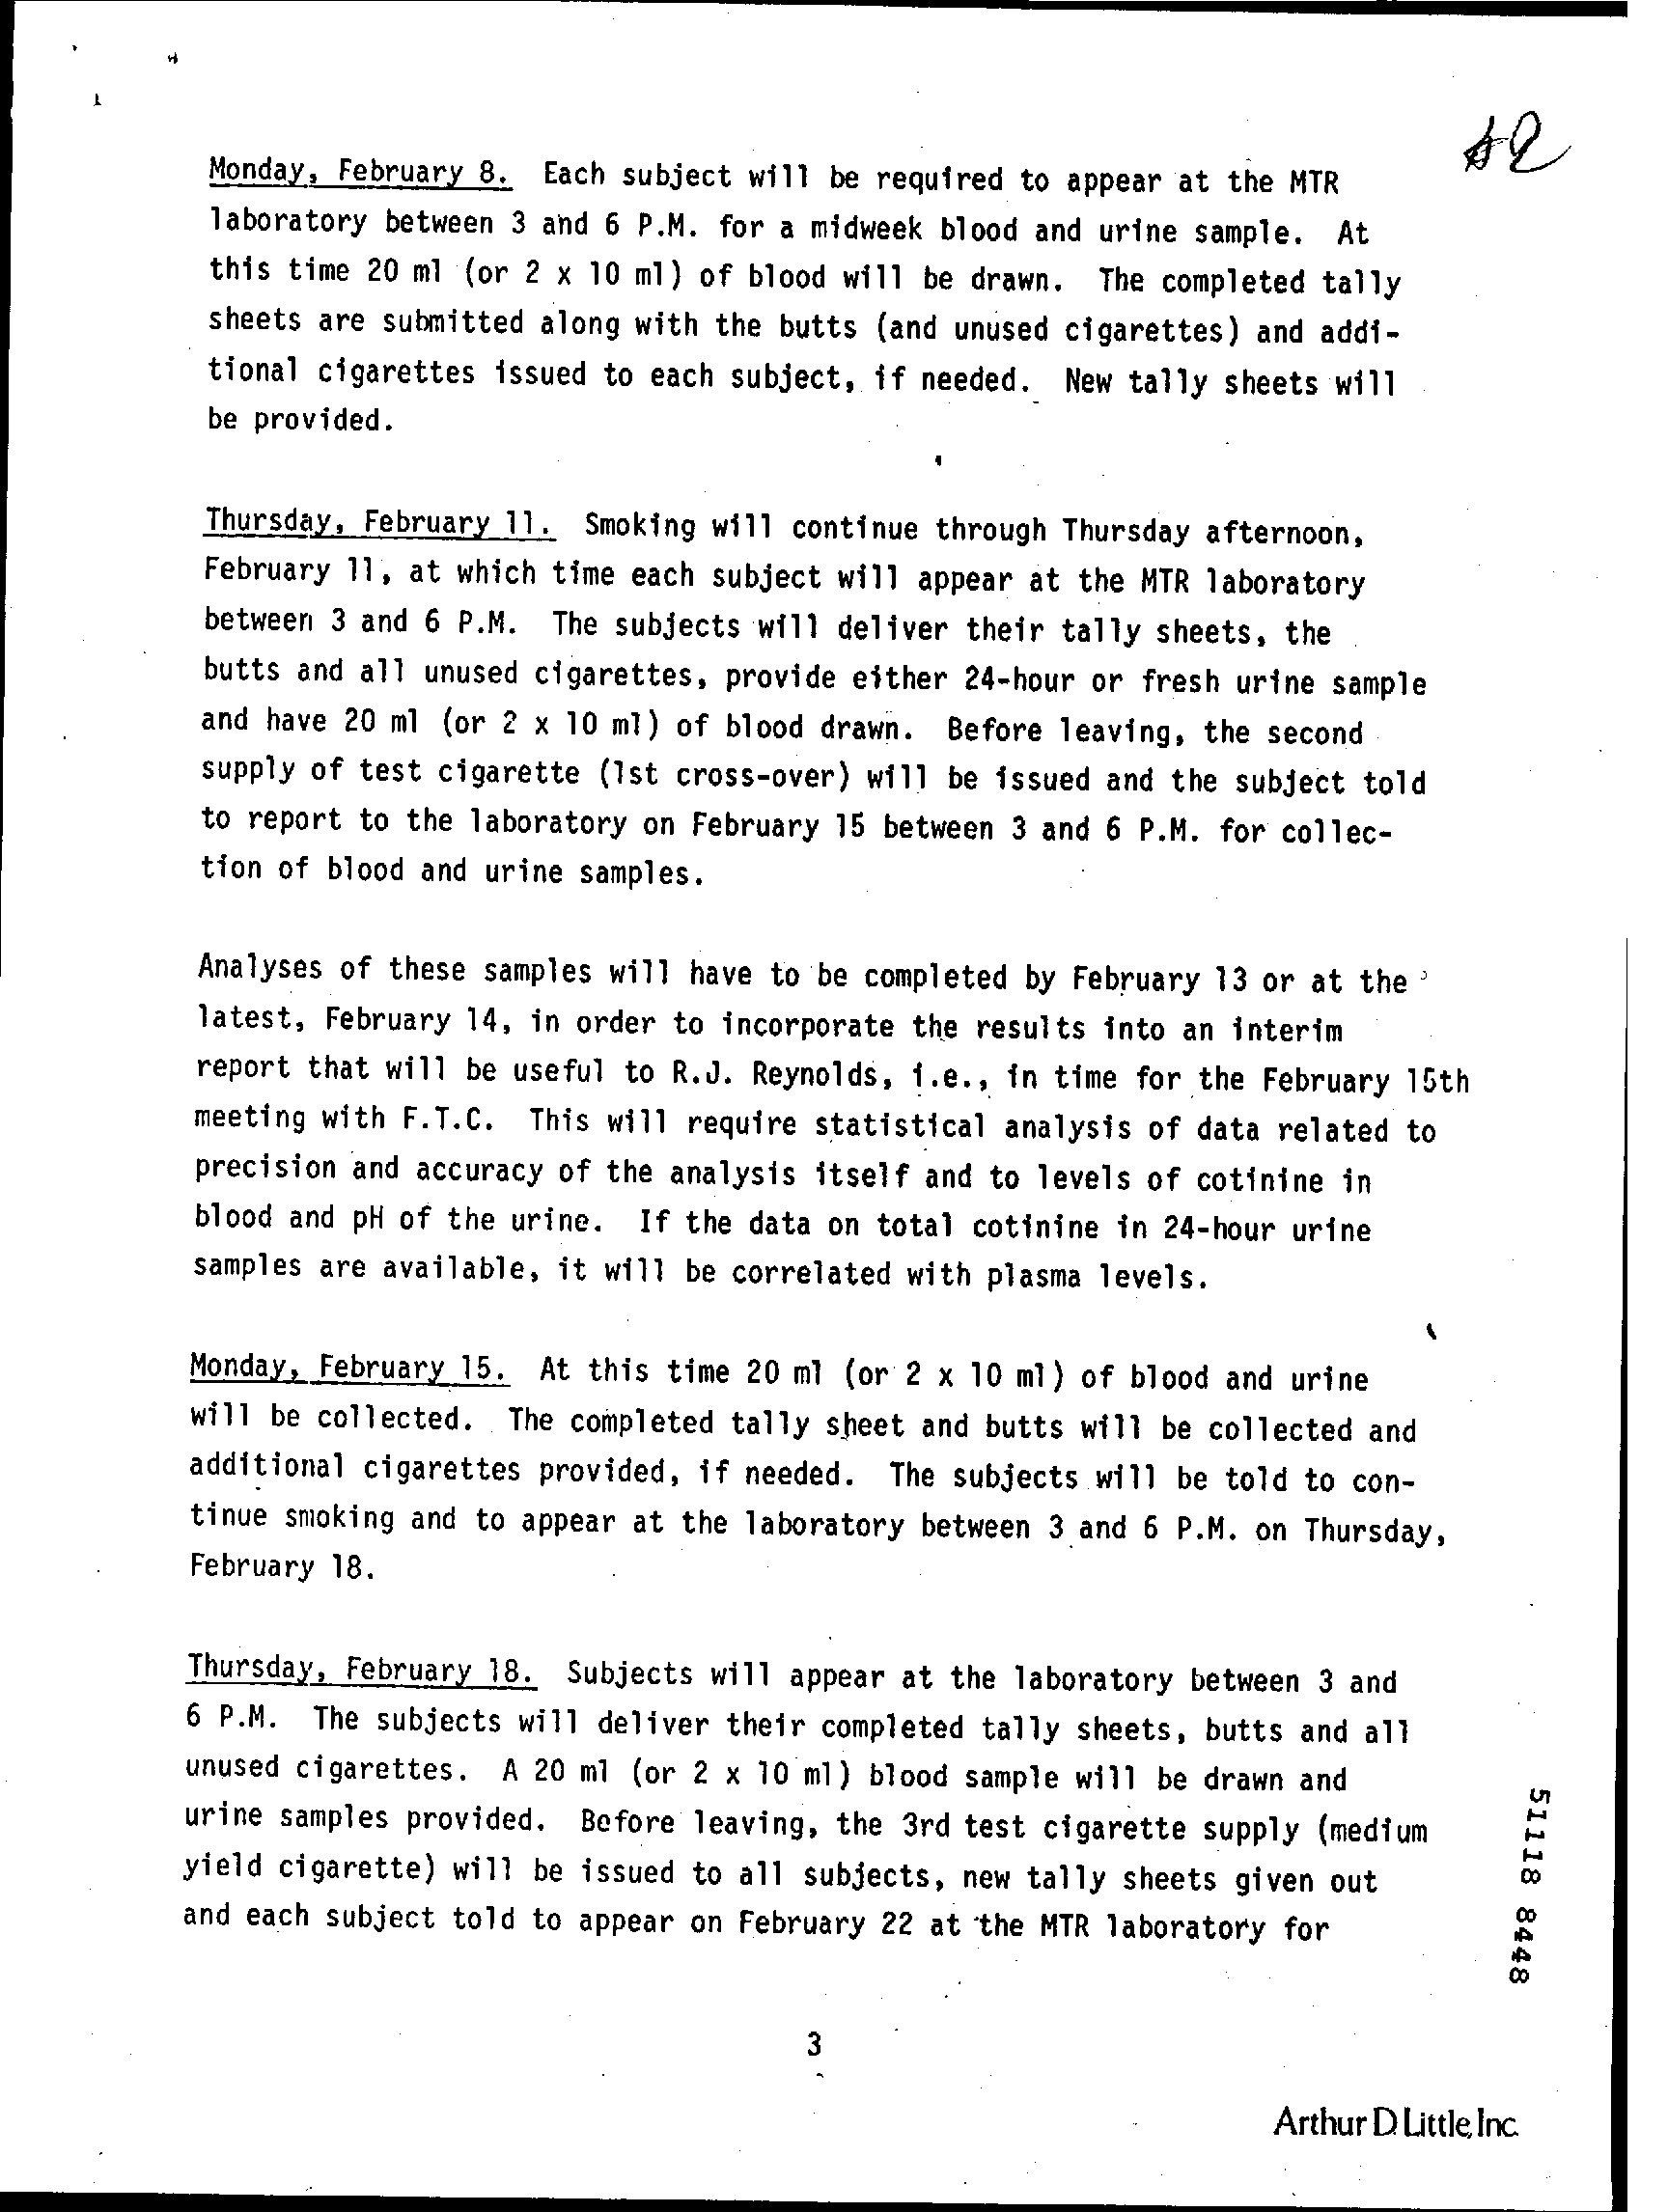 Monday, February 8. Each subject will be required to appear at the MTR
laboratory between 3 and 6 P.M. for a midweek blood and urine sample. At
this time 20 ml (or 2 x 10 ml) of blood will be drawn. The completed tally
sheets are submitted along with the butts (and unused cigarettes) and addi-
tional cigarettes issued to each subject, if needed. New tally sheets will
be provided.
Thursday, February 11. Smoking will continue through Thursday afternoon,
February 11, at which time each subject will appear at the MTR laboratory
between 3 and 6 P.M. The subjects will deliver their tally sheets, the
butts and all unused cigarettes, provide either 24-hour or fresh urine sample
and have 20 ml (or 2 x 10 ml) of blood drawn. Before leaving, the second
supply of test cigarette (1st cross-over) will be issued and the subject told
to report to the laboratory on February 15 between 3 and 6 P.M. for collec-
tion of blood and urine samples.
Analyses of these samples will have to be completed by February 13 or at the
latest, February 14, in order to incorporate the results into an interim
report that will be useful to R.J. Reynolds, i.e., in time for the February 15th
meeting with F.T.C. This will require statistical analysis of data related to
precision and accuracy of the analysis itself and to levels of cotinine in
blood and pH of the urine. If the data on total cotinine in 24-hour urine
samples are available, it will be correlated with plasma levels.
Monday, February 15. At this time 20 ml (or 2 x 10 ml) of blood and urine
will be collected. The completed tally sheet and butts will be collected and
additional cigarettes provided, if needed. The subjects will be told to con-
tinue smoking and to appear at the laboratory between 3 and 6 P.M. on Thursday,
February 18.
Thursday, February 18. Subjects will appear at the laboratory between 3 and
6 P.M. The subjects will deliver their completed tally sheets, butts and all
unused cigarettes. A 20 ml (or 2 x 10 ml) blood sample will be drawn and
urine samples provided. Before leaving, the 3rd test cigarette supply (medium
yield cigarette) will be issued to all subjects, new tally sheets given out
and each subject told to appear on February 22 at the MTR laboratory for
51118 8448
3
Arthur D Little, Inc.